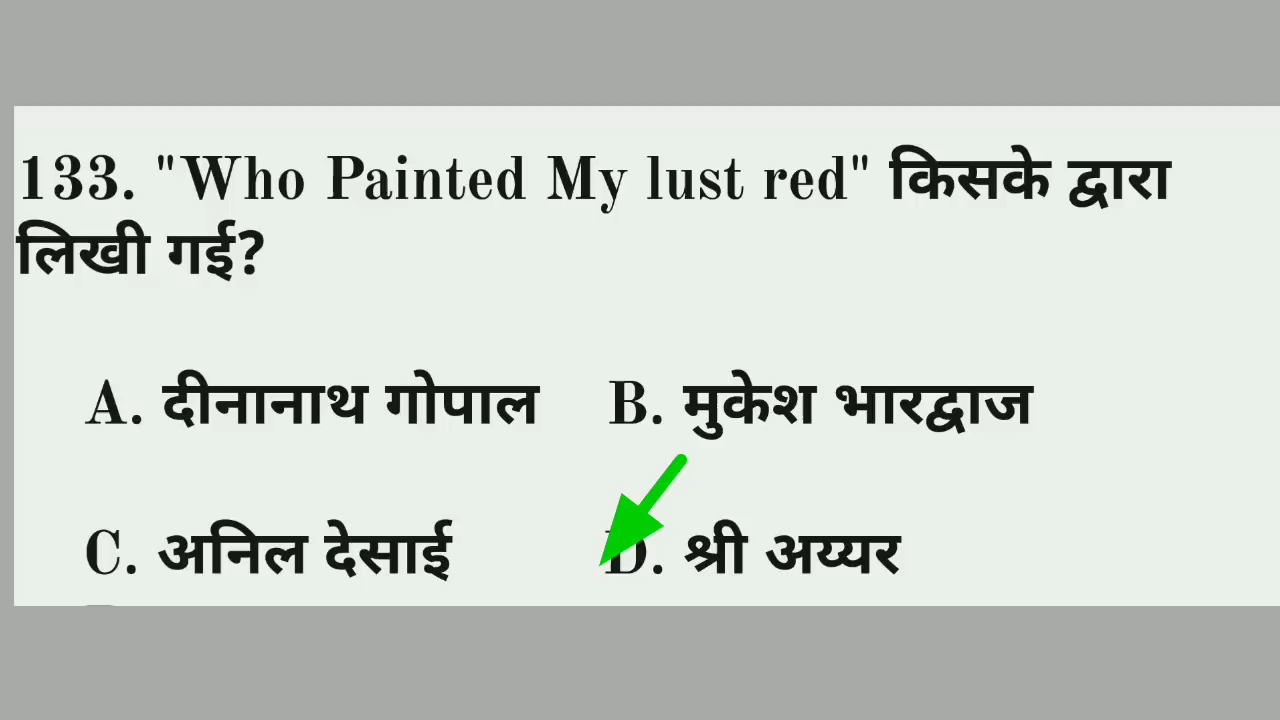 133. "Who Painted My lust red" किसके द्वारा
लिखी गई?
A. दीनानाथ गोपाल B. मुकेश भारद्वाज
C. अनिल देसाई D. श्री अय्यर